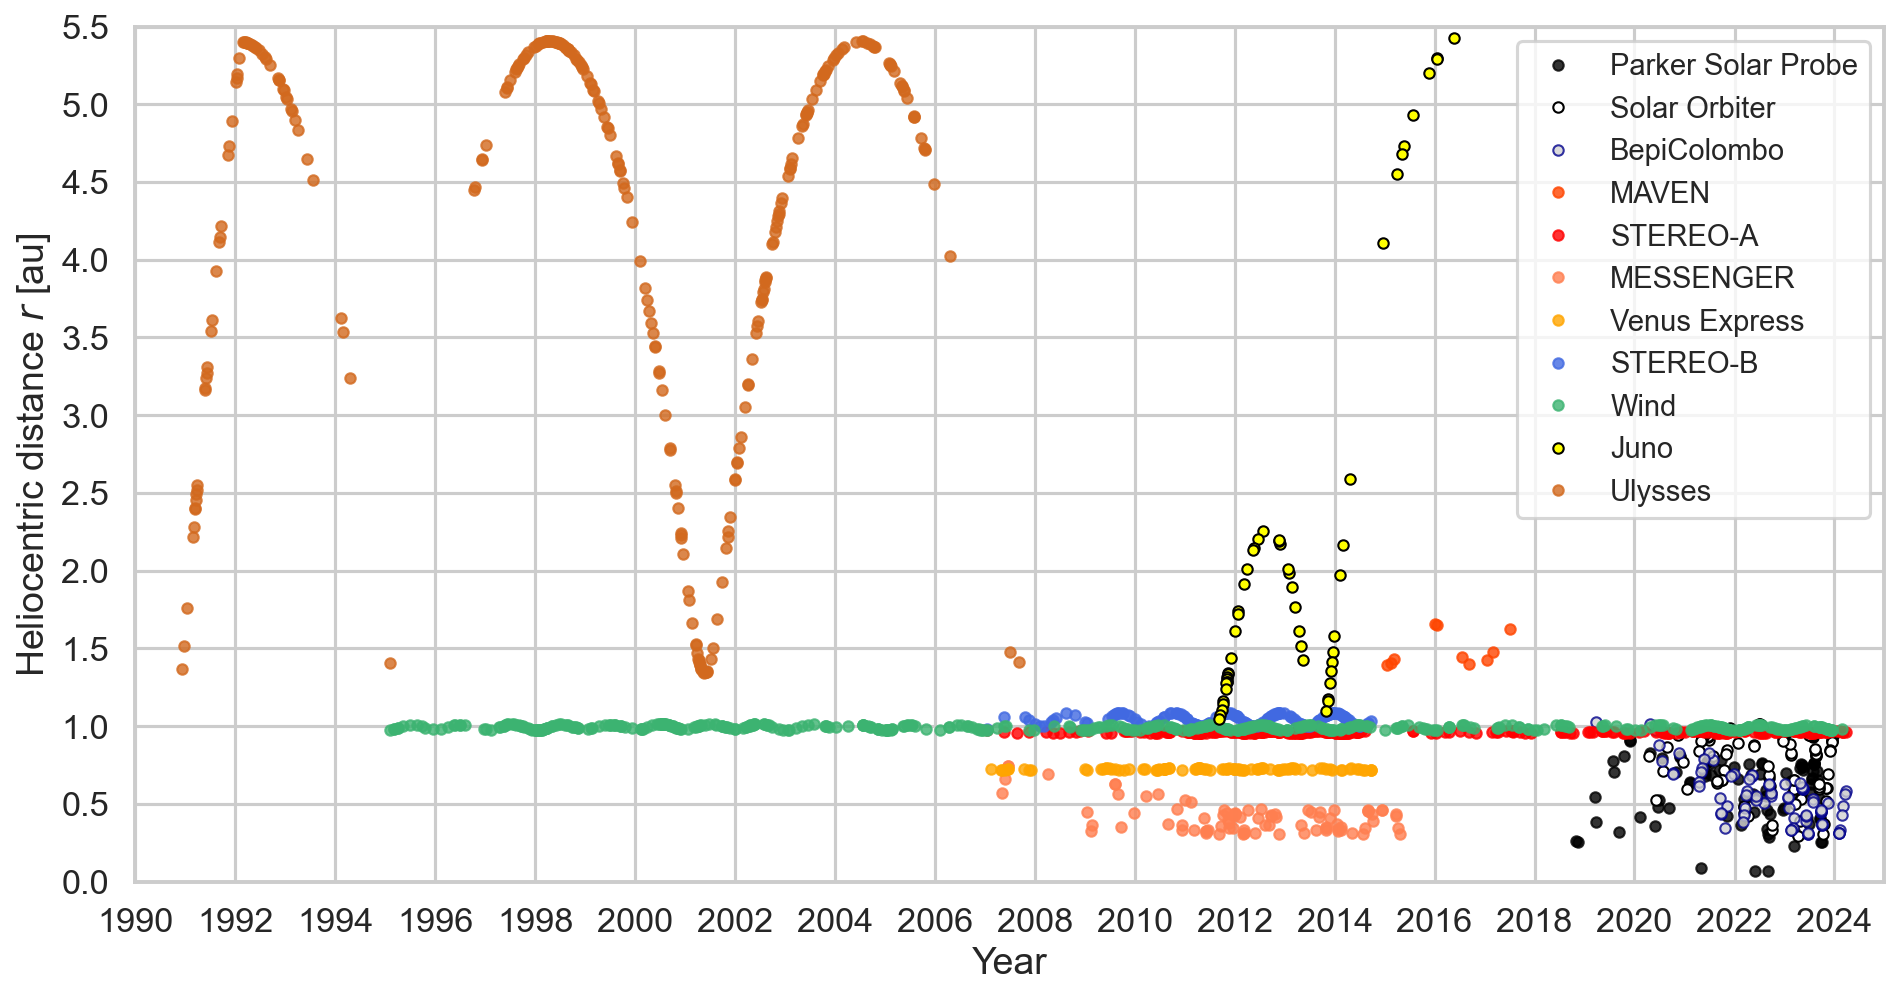 5.5
5.0
4.5
4.0
3.5
3.0
2.5
2.0
1.5
1.0
0.5
0.0
Heliocentric distance r [au]
Parker Solar Probe
Solar Orbiter
BepiColombo
MAVEN
STEREO-A
MESSENGER
Venus Express
STEREO-B
Wind
Juno
Ulysses
1990 1992 1994 1996 1998 2000 2002 2004 2006 2008 2010 2012 2014 2016 2018 2020 2022 2024
Year